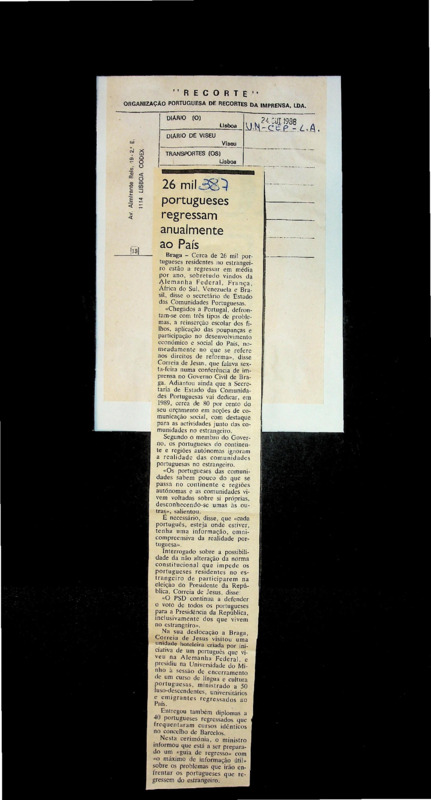 "RECORTE"
ORGANIZAÇÃO PORTUGUESA DE RECORTES DA IMPRENSA, LDA.
DIÁRIO (O)
Lisboa
DIÁRIO DE VISEU
Viseu
TRANSPORTES (OS)
Lisboa
24 OUT 1988
UM-CEP-L.A.
Av. Almirante Reis, 19-2.º E.
1114 LISBOA CODEX
26 mil 387
portugueses
regressam
anualmente
ao País
Braga – Cerca de 26 mil por-
tugueses residentes no estrangei-
ro estão a regressar em média
por ano, sobretudo vindos da
Alemanha Federal, França,
África do Sul, Venezuela e Bra-
sil, disse o secretário de Estado
das Comunidades Portuguesas.
«Chegados a Portugal, defron-
tam-se com três tipos de proble-
mas, a reinserção escolar dos fi-
lhos, aplicação das poupanças e
participação no desenvolvimento
económico e social do País, no-
meadamente no que se refere
aos direitos de reforma», disse
Correia de Jesus, que falava sex-
ta-feira numa conferência de im-
prensa no Governo Civil de Bra-
ga. Adiantou ainda que a Secre-
taria de Estado das Comunida-
des Portuguesas vai dedicar, em
1989, cerca de 80 por cento do
seu orçamento em acções de co-
municação social, com destaque
para as actividades junto das co-
munidades no estrangeiro.
Segundo o membro do Gover-
no, os portugueses do continen-
te e regiões autónomas ignoram
a realidade das comunidades
portuguesas no estrangeiro.
«Os portugueses das comuni-
dades sabem pouco do que se
passa no continente e regiões
autónomas e as comunidades vi-
vem voltadas sobre si próprias,
desconhecendo-se umas às ou-
tras», salientou.
É necessário, disse, que «cada
português, esteja onde estiver,
tenha uma informação, omni-
compreensiva da realidade por-
tuguesa».
Interrogado sobre a possibili-
dade da não alteração da norma
constitucional que impede os
portugueses residentes no es-
trangeiro de participarem na
eleição do Presidente da Repú-
blica, Correia de Jesus, disse:
«O PSD continua a defender
o voto de todos os portugueses
para a Presidência da República,
inclusivamente dos que vivem
no estrangeiro».
Na sua deslocação a Braga,
Correia de Jesus visitou uma
unidade hoteleira criada por ini-
ciativa de um português que vi-
veu na Alemanha Federal, e
presidiu na Universidade do Mi-
nho à sessão de encerramento
de um curso de língua e cultura
portuguesas, ministrado a 50
luso-descendentes, universitários
e emigrantes regressados ao
País.
Entregou também diplomas a
40 portugueses regressados que
frequentaram cursos idênticos
no concelho de Barcelos.
Nesta cerimónia, o ministro
informou que está a ser prepara-
do um «guia de regresso» com
«o máximo de informação útil»
sobre os problemas que irão en-
frentar os portugueses que re-
gressem do estrangeiro.